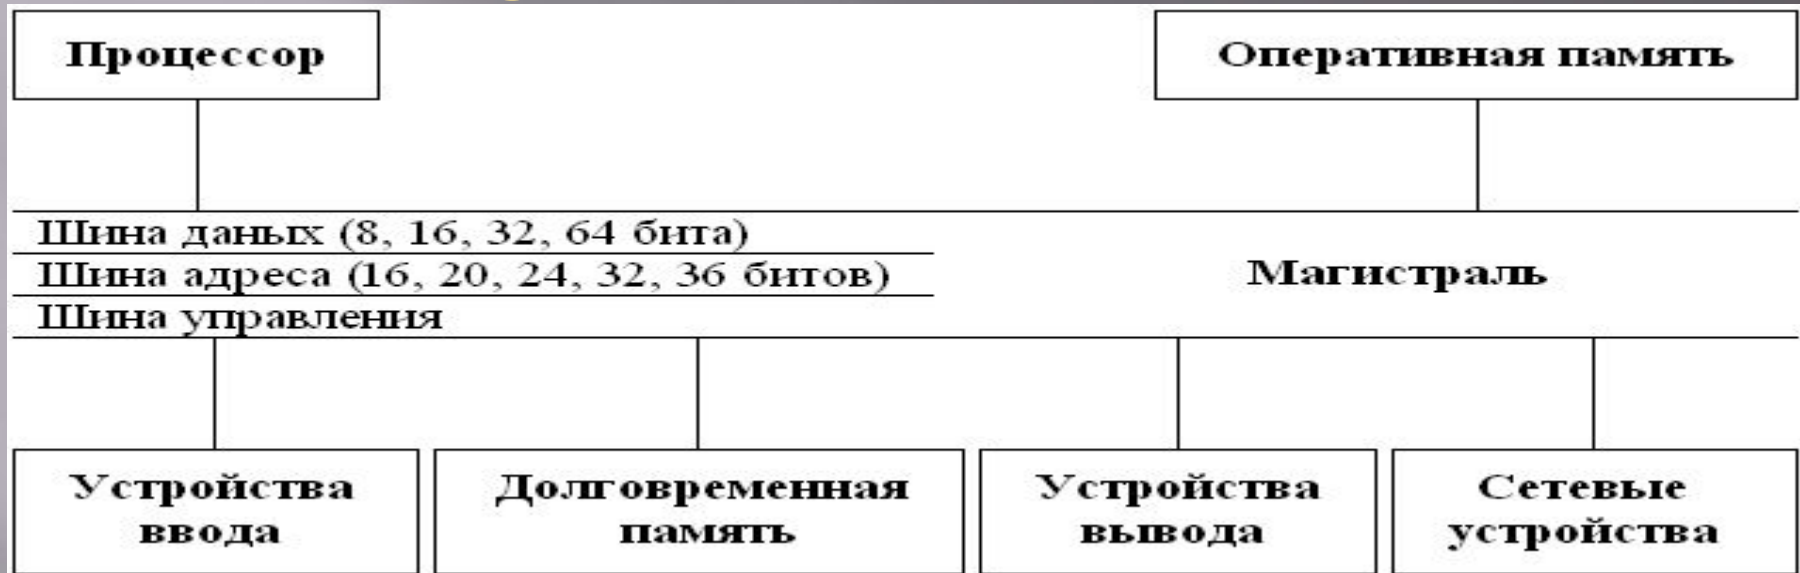 Процессор
Оперативная память
Шина даных (8, 16, 32, 64 бита)
Шина адреса (16, 20, 24, 32, 36 битов)
Магистраль
Шина управления
Устройства
ввода
Долговременная
память
Устройства
вывода
Сетевые
устройства